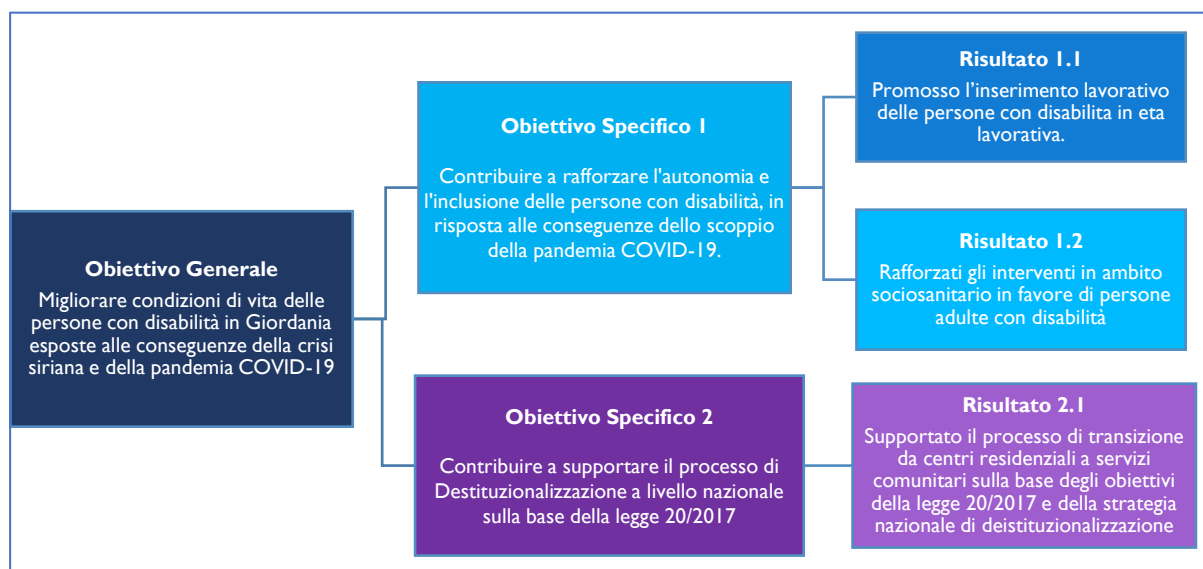 Obiettivo Generale
Migliorare condizioni di vita delle
persone con disabilità in Giordania
esposte alle conseguenze della crisi
siriana e della pandemia COVID-19
Obiettivo Specifico 1
Contribuire a rafforzare l'autonomia e
l'inclusione delle persone con disabilità, in
risposta alle conseguenze dello scoppio
della pandemia COVID-19.
Risultato 1.1
Promosso l'inserimento lavorativo
delle persone con disabilita in eta
lavorativa.
Risultato 1.2
Rafforzati gli interventi in ambito
sociosanitario in favore di persone
adulte con disabilità
Obiettivo Specifico 2
Contribuire a supportare il processo di
Destituzionalizzazione a livello nazionale
sulla base della legge 20/2017
Risultato 2.1
Supportato il processo di transizione
da centri residenziali a servizi
comunitari sulla base degli obiettivi
della legge 20/2017 e della strategia
nazionale di deistituzionalizzazione